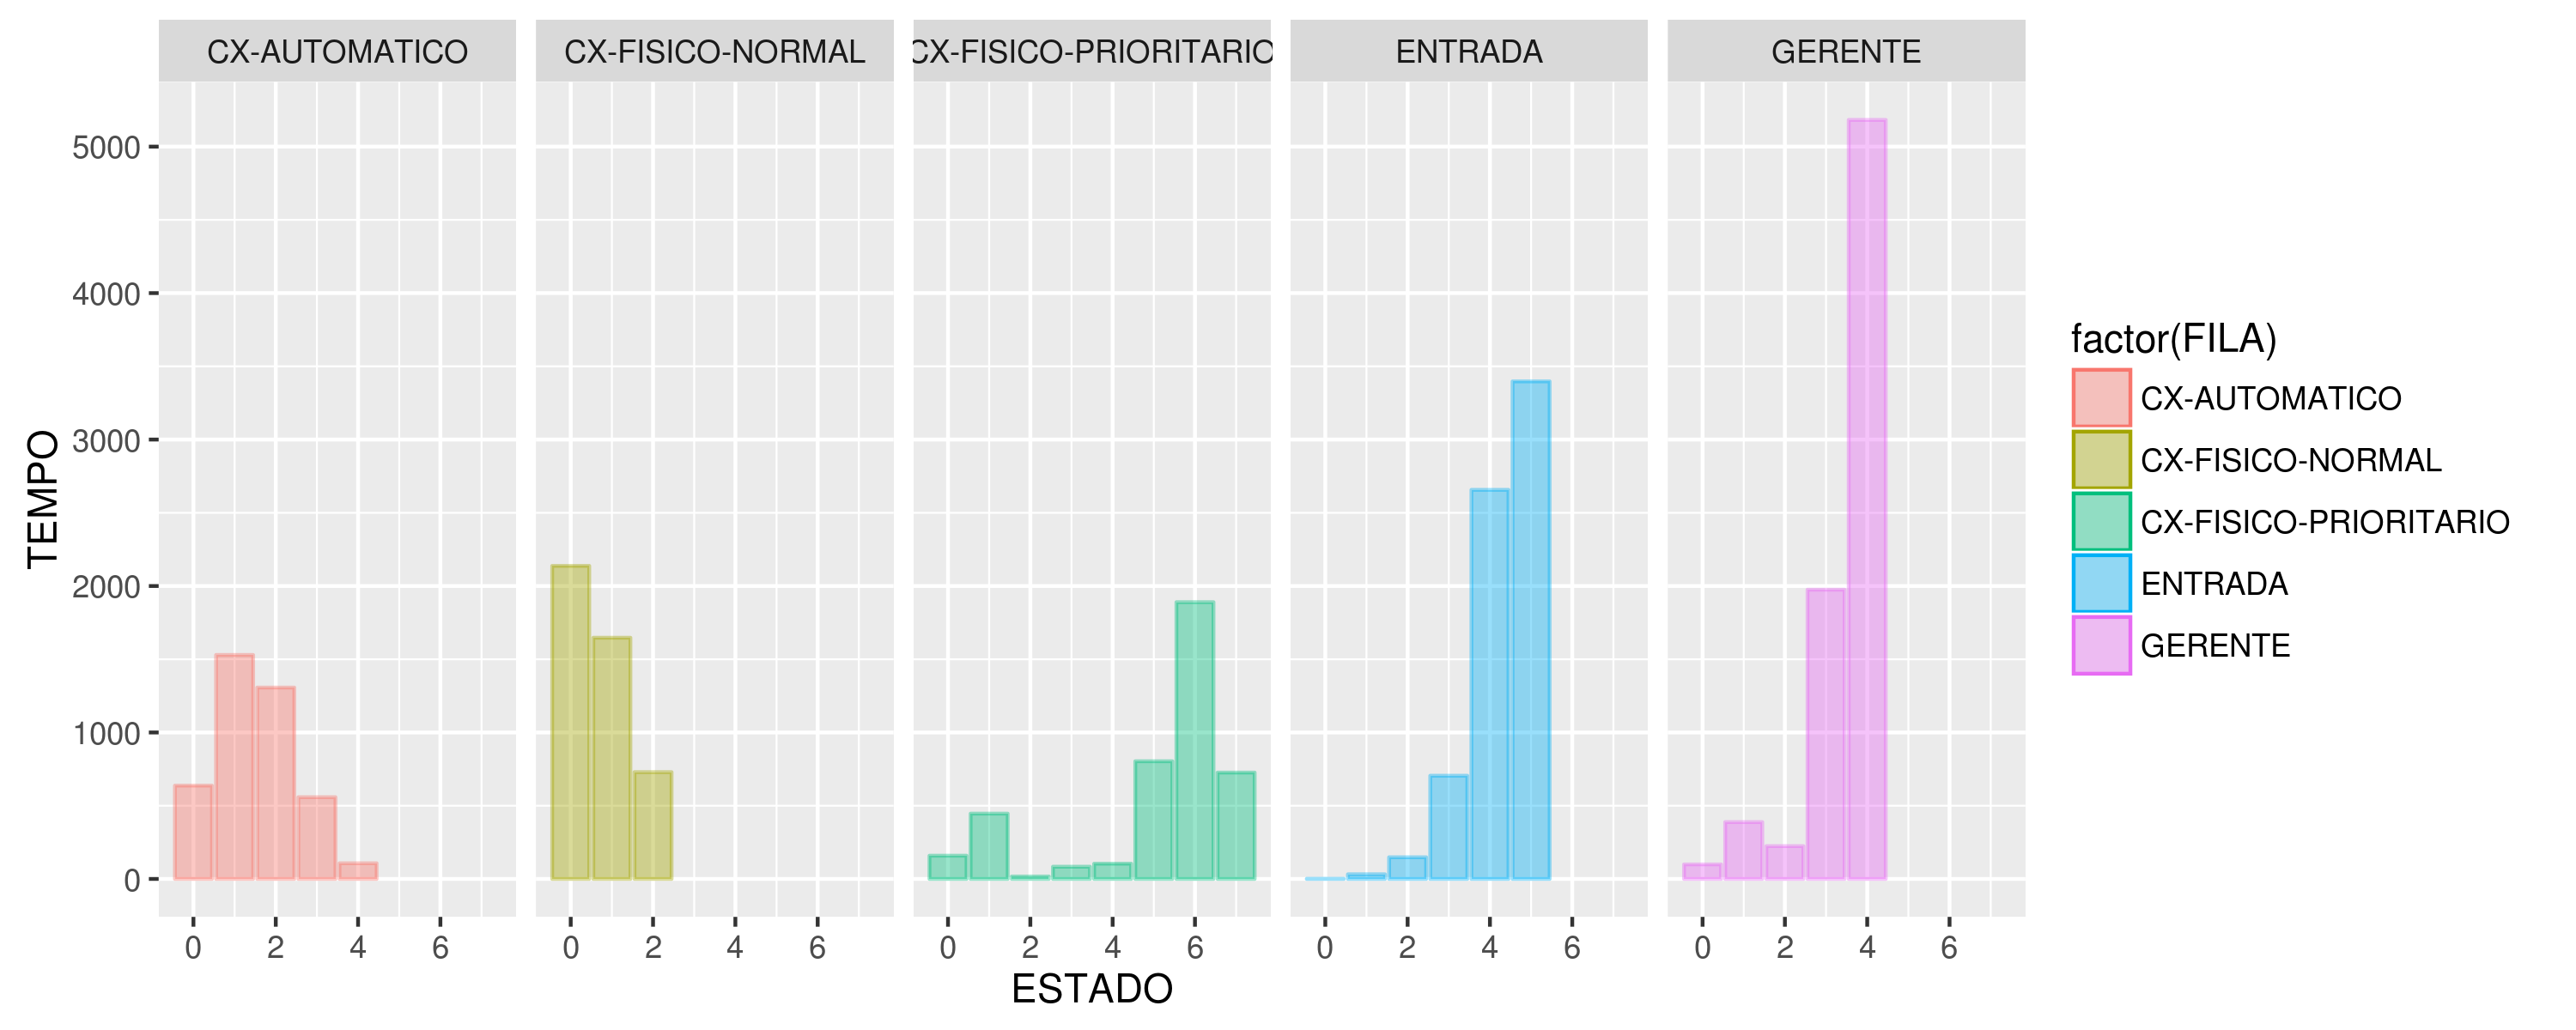 CX-AUTOMATICO CX-FISICO-NORMAL CX-FISICO-PRIORITARIO ENTRADA GERENTE
5000
4000
3000
2000
1000
0
TEMPO
0 2 4 6 0 2 4 6 0 2 4 6 0 2 4 6 0 2 4 6
ESTADO
factor(FILA)
CX-AUTOMATICO
CX-FISICO-NORMAL
CX-FISICO-PRIORITARIO
ENTRADA
GERENTE